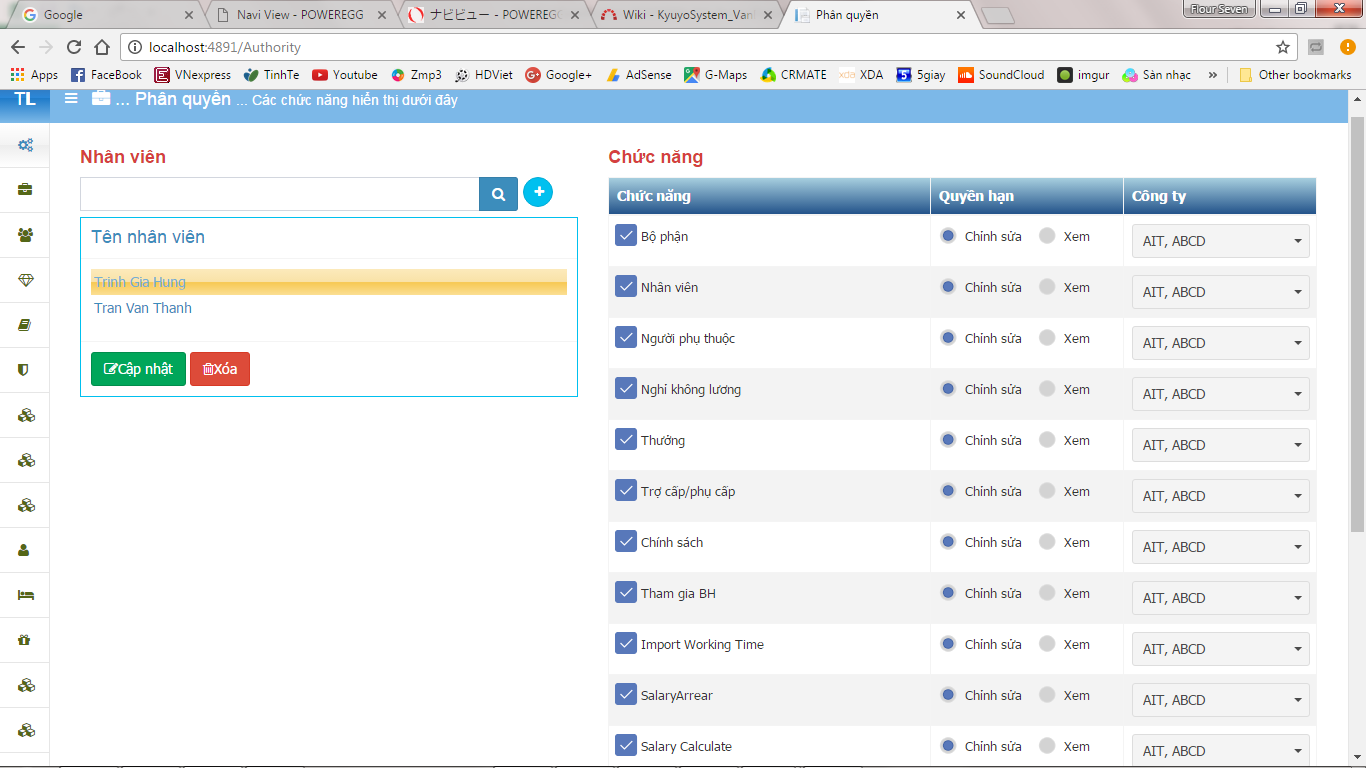 Google
Navi View - POWEREGG
ナビビュー - POWEREGG
Wiki - KyuyoSystem_Van
Phân quyền
Flour Seven
localhost:4891/Authority
Apps FaceBook VNexpress TinhTe Youtube Zmp3 HDViet Google+ AdSense G-Maps CRMATE XDA 5giay SoundCloud imgur Sàn nhạc » Other bookmarks
TL ... Phân quyền ... Các chức năng hiển thị dưới đây
Nhân viên
Tên nhân viên
Trinh Gia Hung
Tran Van Thanh
Cập nhật Xóa
Chức năng
Chức năng Quyền hạn Công ty
Bộ phận Chỉnh sửa Xem AIT, ABCD
Nhân viên Chỉnh sửa Xem AIT, ABCD
Người phụ thuộc Chỉnh sửa Xem AIT, ABCD
Nghỉ không lương Chỉnh sửa Xem AIT, ABCD
Thưởng Chỉnh sửa Xem AIT, ABCD
Trợ cấp/phụ cấp Chỉnh sửa Xem AIT, ABCD
Chính sách Chỉnh sửa Xem AIT, ABCD
Tham gia BH Chỉnh sửa Xem AIT, ABCD
Import Working Time Chỉnh sửa Xem AIT, ABCD
SalaryArrear Chỉnh sửa Xem AIT, ABCD
Salary Calculate Chỉnh sửa Xem AIT, ABCD